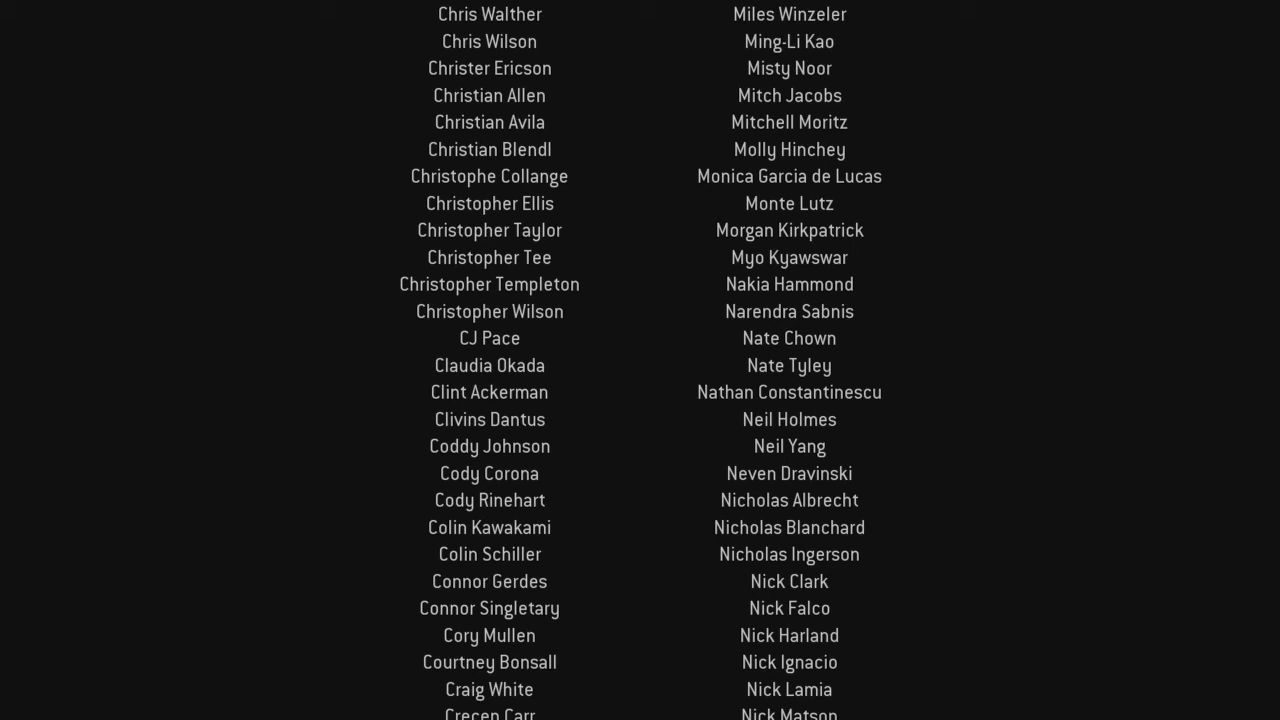 Chris Walther
Chris Wilson
Christer Ericson
Christian Allen
Christian Avila
Christian Blendl
Christophe Collange
Christopher Ellis
Christopher Taylor
Christopher Tee
Christopher Templeton
Christopher Wilson
CJ Pace
Claudia Okada
Clint Ackerman
Clivins Dantus
Coddy Johnson
Cody Corona
Cody Rinehart
Colin Kawakami
Colin Schiller
Connor Gerdes
Connor Singletary
Cory Mullen
Courtney Bonsall
Craig White
Crecen Carr
Miles Winzeler
Ming-Li Kao
Misty Noor
Mitch Jacobs
Mitchell Moritz
Molly Hinchey
Monica Garcia de Lucas
Monte Lutz
Morgan Kirkpatrick
Myo Kyawswar
Nakia Hammond
Narendra Sabnis
Nate Chown
Nate Tyley
Nathan Constantinescu
Neil Holmes
Neil Yang
Neven Dravinski
Nicholas Albrecht
Nicholas Blanchard
Nicholas Ingerson
Nick Clark
Nick Falco
Nick Harland
Nick Ignacio
Nick Lamia
Nick Matson